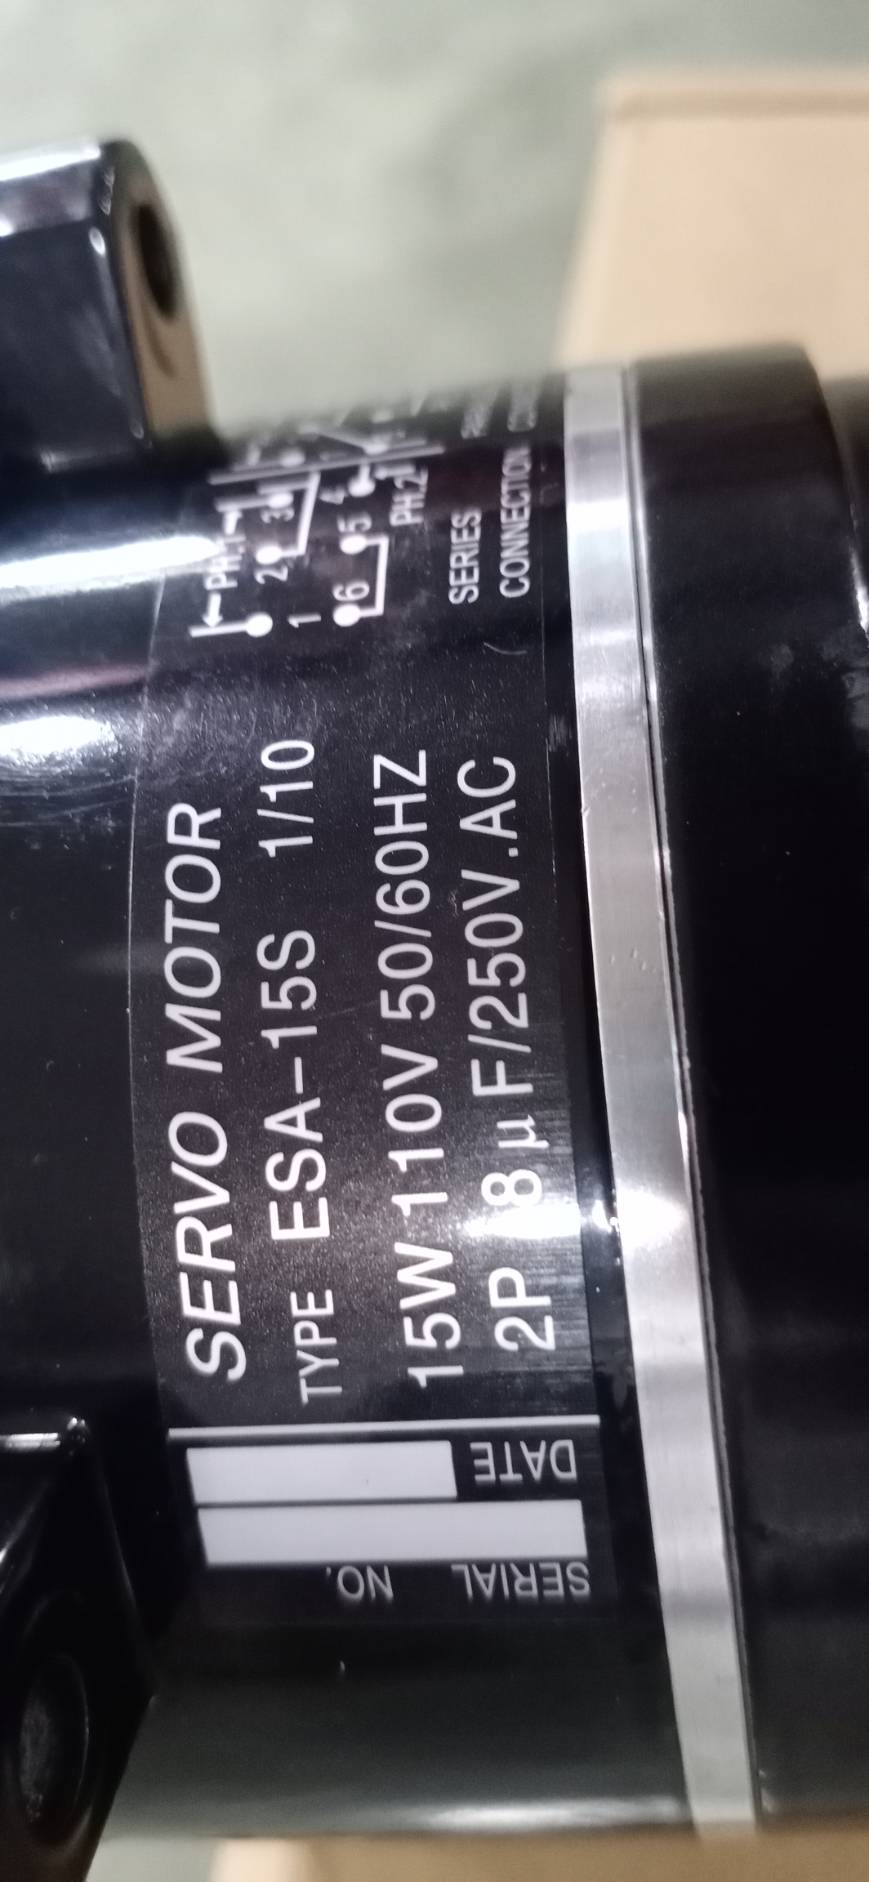 SERVO MOTOR
TYPE ESA-15S 1/10
15W 110V 50/60HZ
2P 8μF/250V.AC
PH.1
1 2 3
6 5 4
PH.2
SERIES
CONNECTION
DATE
SERIAL NO.